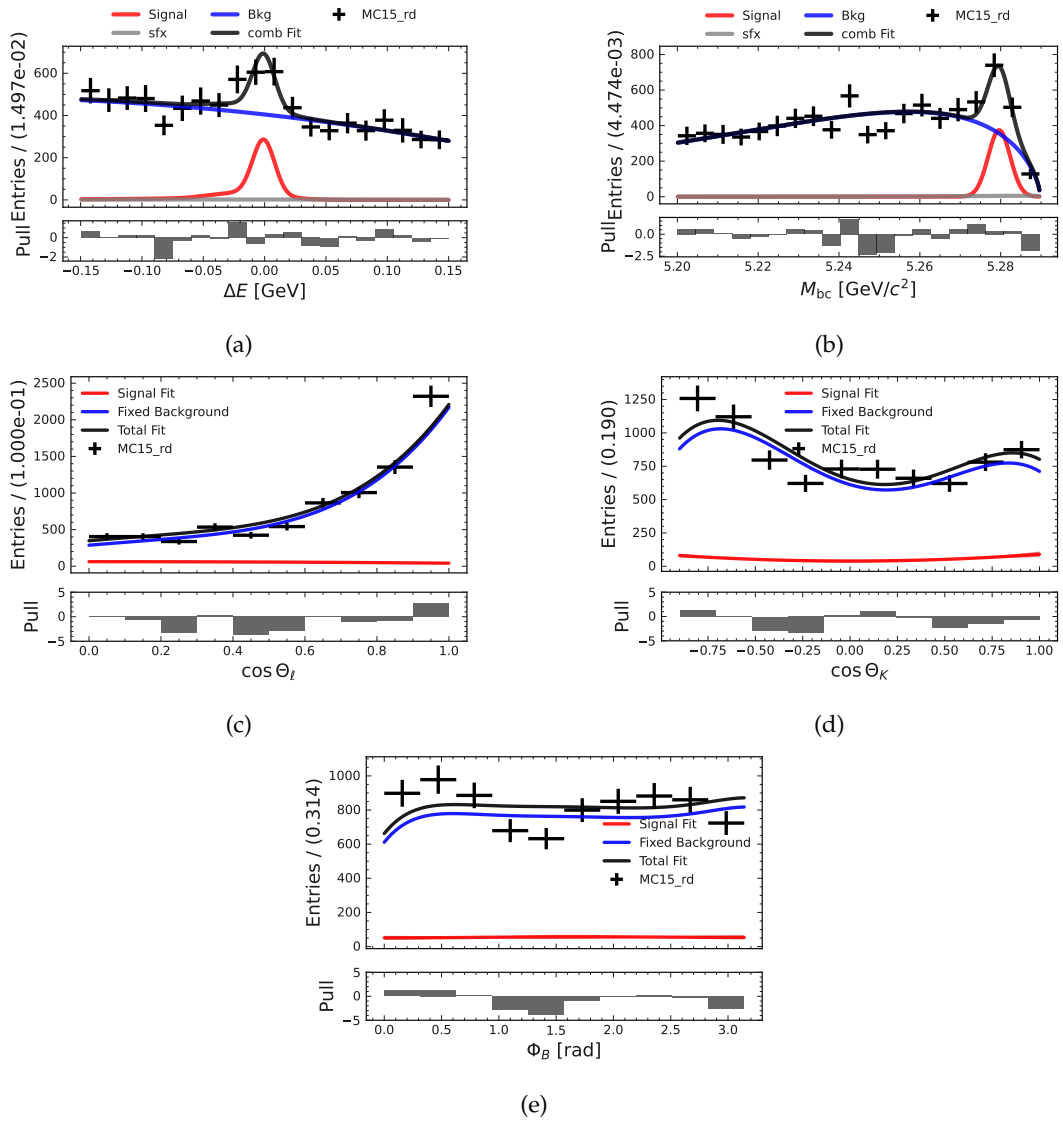 Signal Bkg MC15_rd
sfx comb Fit
Entries / (1.497e-02)
600
400
200
0
Pull
0
−2
−0.15 −0.10 −0.05 0.00 0.05 0.10 0.15
ΔE [GeV]
(a)
Signal Bkg MC15_rd
sfx comb Fit
Entries / (4.474e-03)
800
600
400
200
0
Pull
0.0
−2.5
5.20 5.22 5.24 5.26 5.28
M_bc [GeV/c²]
(b)
Signal Fit
Fixed Background
Total Fit
MC15_rd
Entries / (1.000e-01)
2500
2000
1500
1000
500
0
Pull
5
0
−5
0.0 0.2 0.4 0.6 0.8 1.0
cos Θ_ℓ
(c)
Signal Fit
Fixed Background
Total Fit
MC15_rd
Entries / (0.190)
1250
1000
750
500
250
0
Pull
5
0
−5
−0.75 −0.50 −0.25 0.00 0.25 0.50 0.75 1.00
cos Θ_K
(d)
Entries / (0.314)
1000
800
600
400
200
0
Signal Fit
Fixed Background
Total Fit
MC15_rd
Pull
5
0
−5
0.0 0.5 1.0 1.5 2.0 2.5 3.0
Φ_B [rad]
(e)